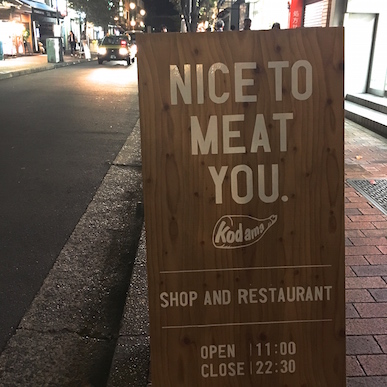 NICE TO
MEAT
YOU.
Kodama
SHOP AND RESTAURANT
OPEN | 11:00
CLOSE | 22:30